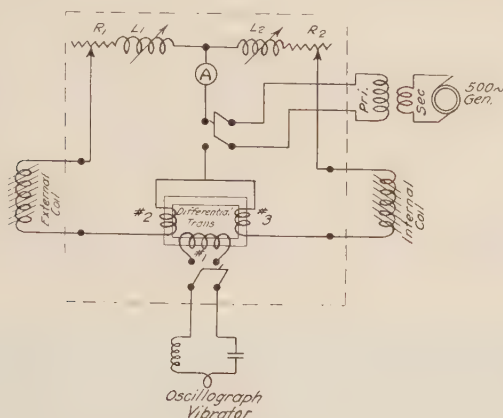 R1 L1 L2 R2
A
Pri.
Sec
500~
Gen.
External
Coil
Internal
Coil
#2
Differential
Trans
#3
#1
Oscillograph
Vibrator